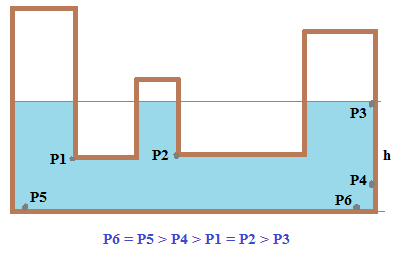 P3
P1
P2
h
P4
P5
P6
P6 = P5 > P4 > P1 = P2 > P3